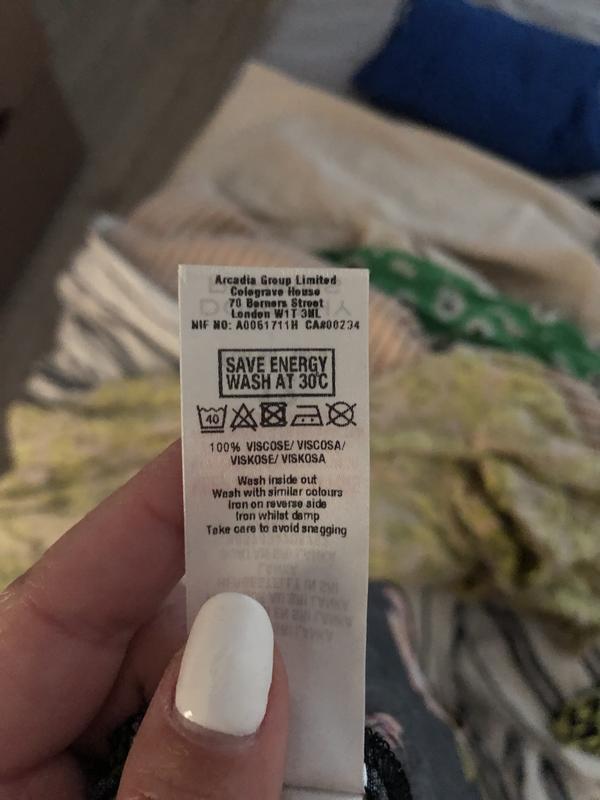 Arcadia Group Limited
Colegrave House
70 Berners Street
London W1T 3NL
NIF NO: A0061711H CA#00234
SAVE ENERGY
WASH AT 30°C
40
100% VISCOSE/ VISCOSA/
VISKOSE/ VISKOSA
Wash inside out
Wash with similar colours
Iron on reverse side
Iron whilst damp
Take care to avoid snagging